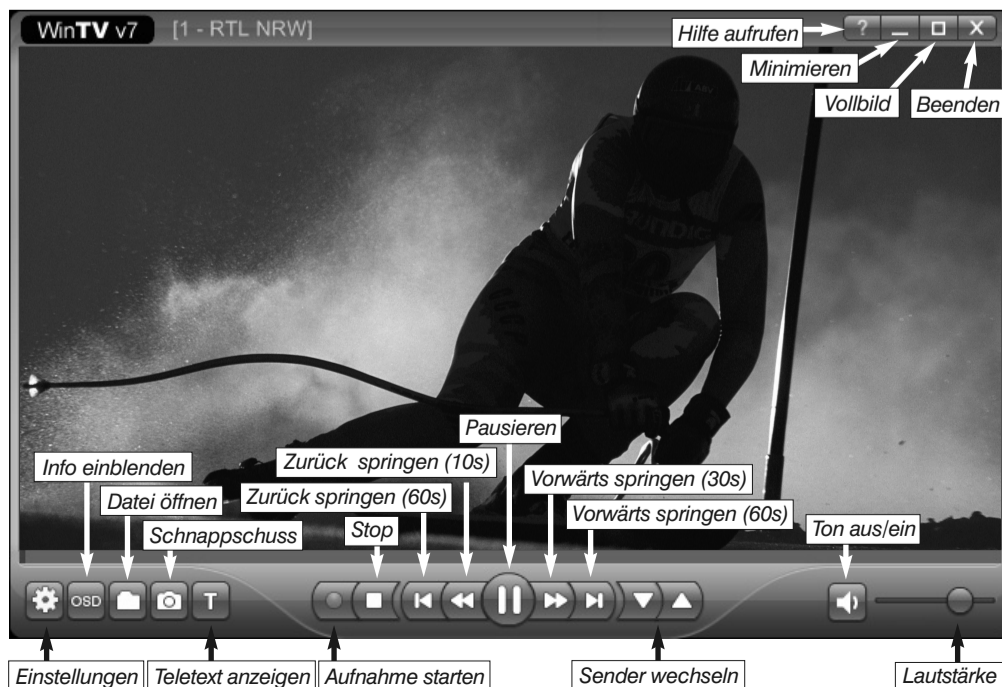 WinTV v7 [1 - RTL NRW]
Hilfe aufrufen
?
Minimieren
Vollbild
Beenden
Pausieren
Info einblenden
Zurück springen (10s)
Vorwärts springen (30s)
Datei öffnen
Zurück springen (60s)
Vorwärts springen (60s)
Schnappschuss
Stop
Ton aus/ein
OSD
T
Einstellungen
Teletext anzeigen
Aufnahme starten
Sender wechseln
Lautstärke